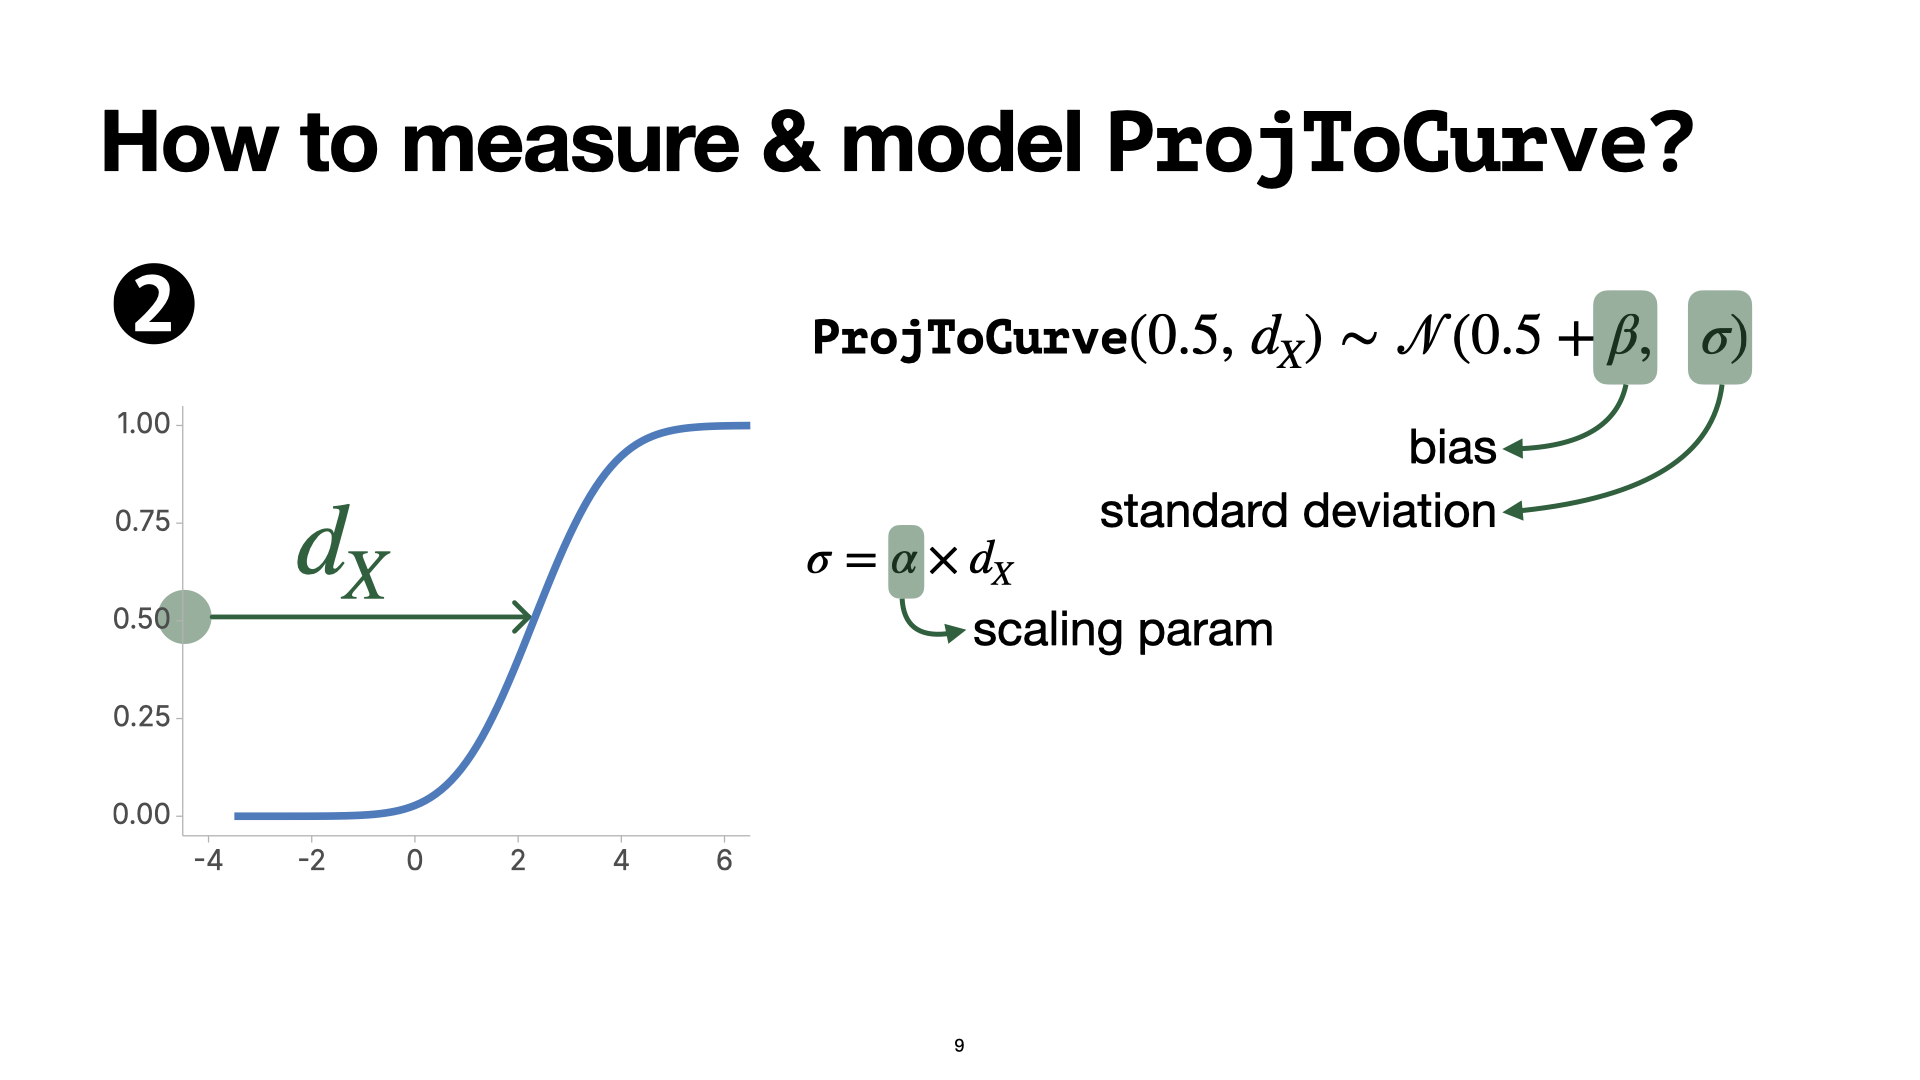 How to measure & model ProjToCurve?
2
ProjToCurve(0.5, d_X) ~ 𝒩(0.5 + β, σ)
bias
standard deviation
σ = α × d_X
scaling param
d_X
1.00
0.75
0.50
0.25
0.00
-4 -2 0 2 4 6
9